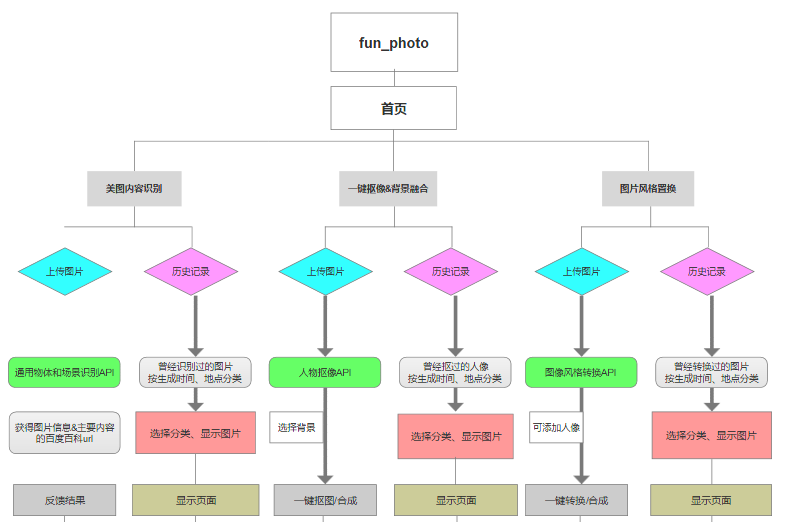 fun_photo
首页
美图内容识别
一键抠像&背景融合
图片风格置换
上传图片
历史记录
上传图片
历史记录
上传图片
历史记录
通用物体和场景识别API
曾经识别过的图片
按生成时间、地点分类
人物抠像API
曾经抠过的人像
按生成时间、地点分类
图像风格转换API
曾经转换过的图片
按生成时间、地点分类
获得图片信息&主要内容
的百度百科url
选择分类、显示图片
选择背景
选择分类、显示图片
可添加人像
选择分类、显示图片
反馈结果
显示页面
一键抠图/合成
显示页面
一键转换/合成
显示页面